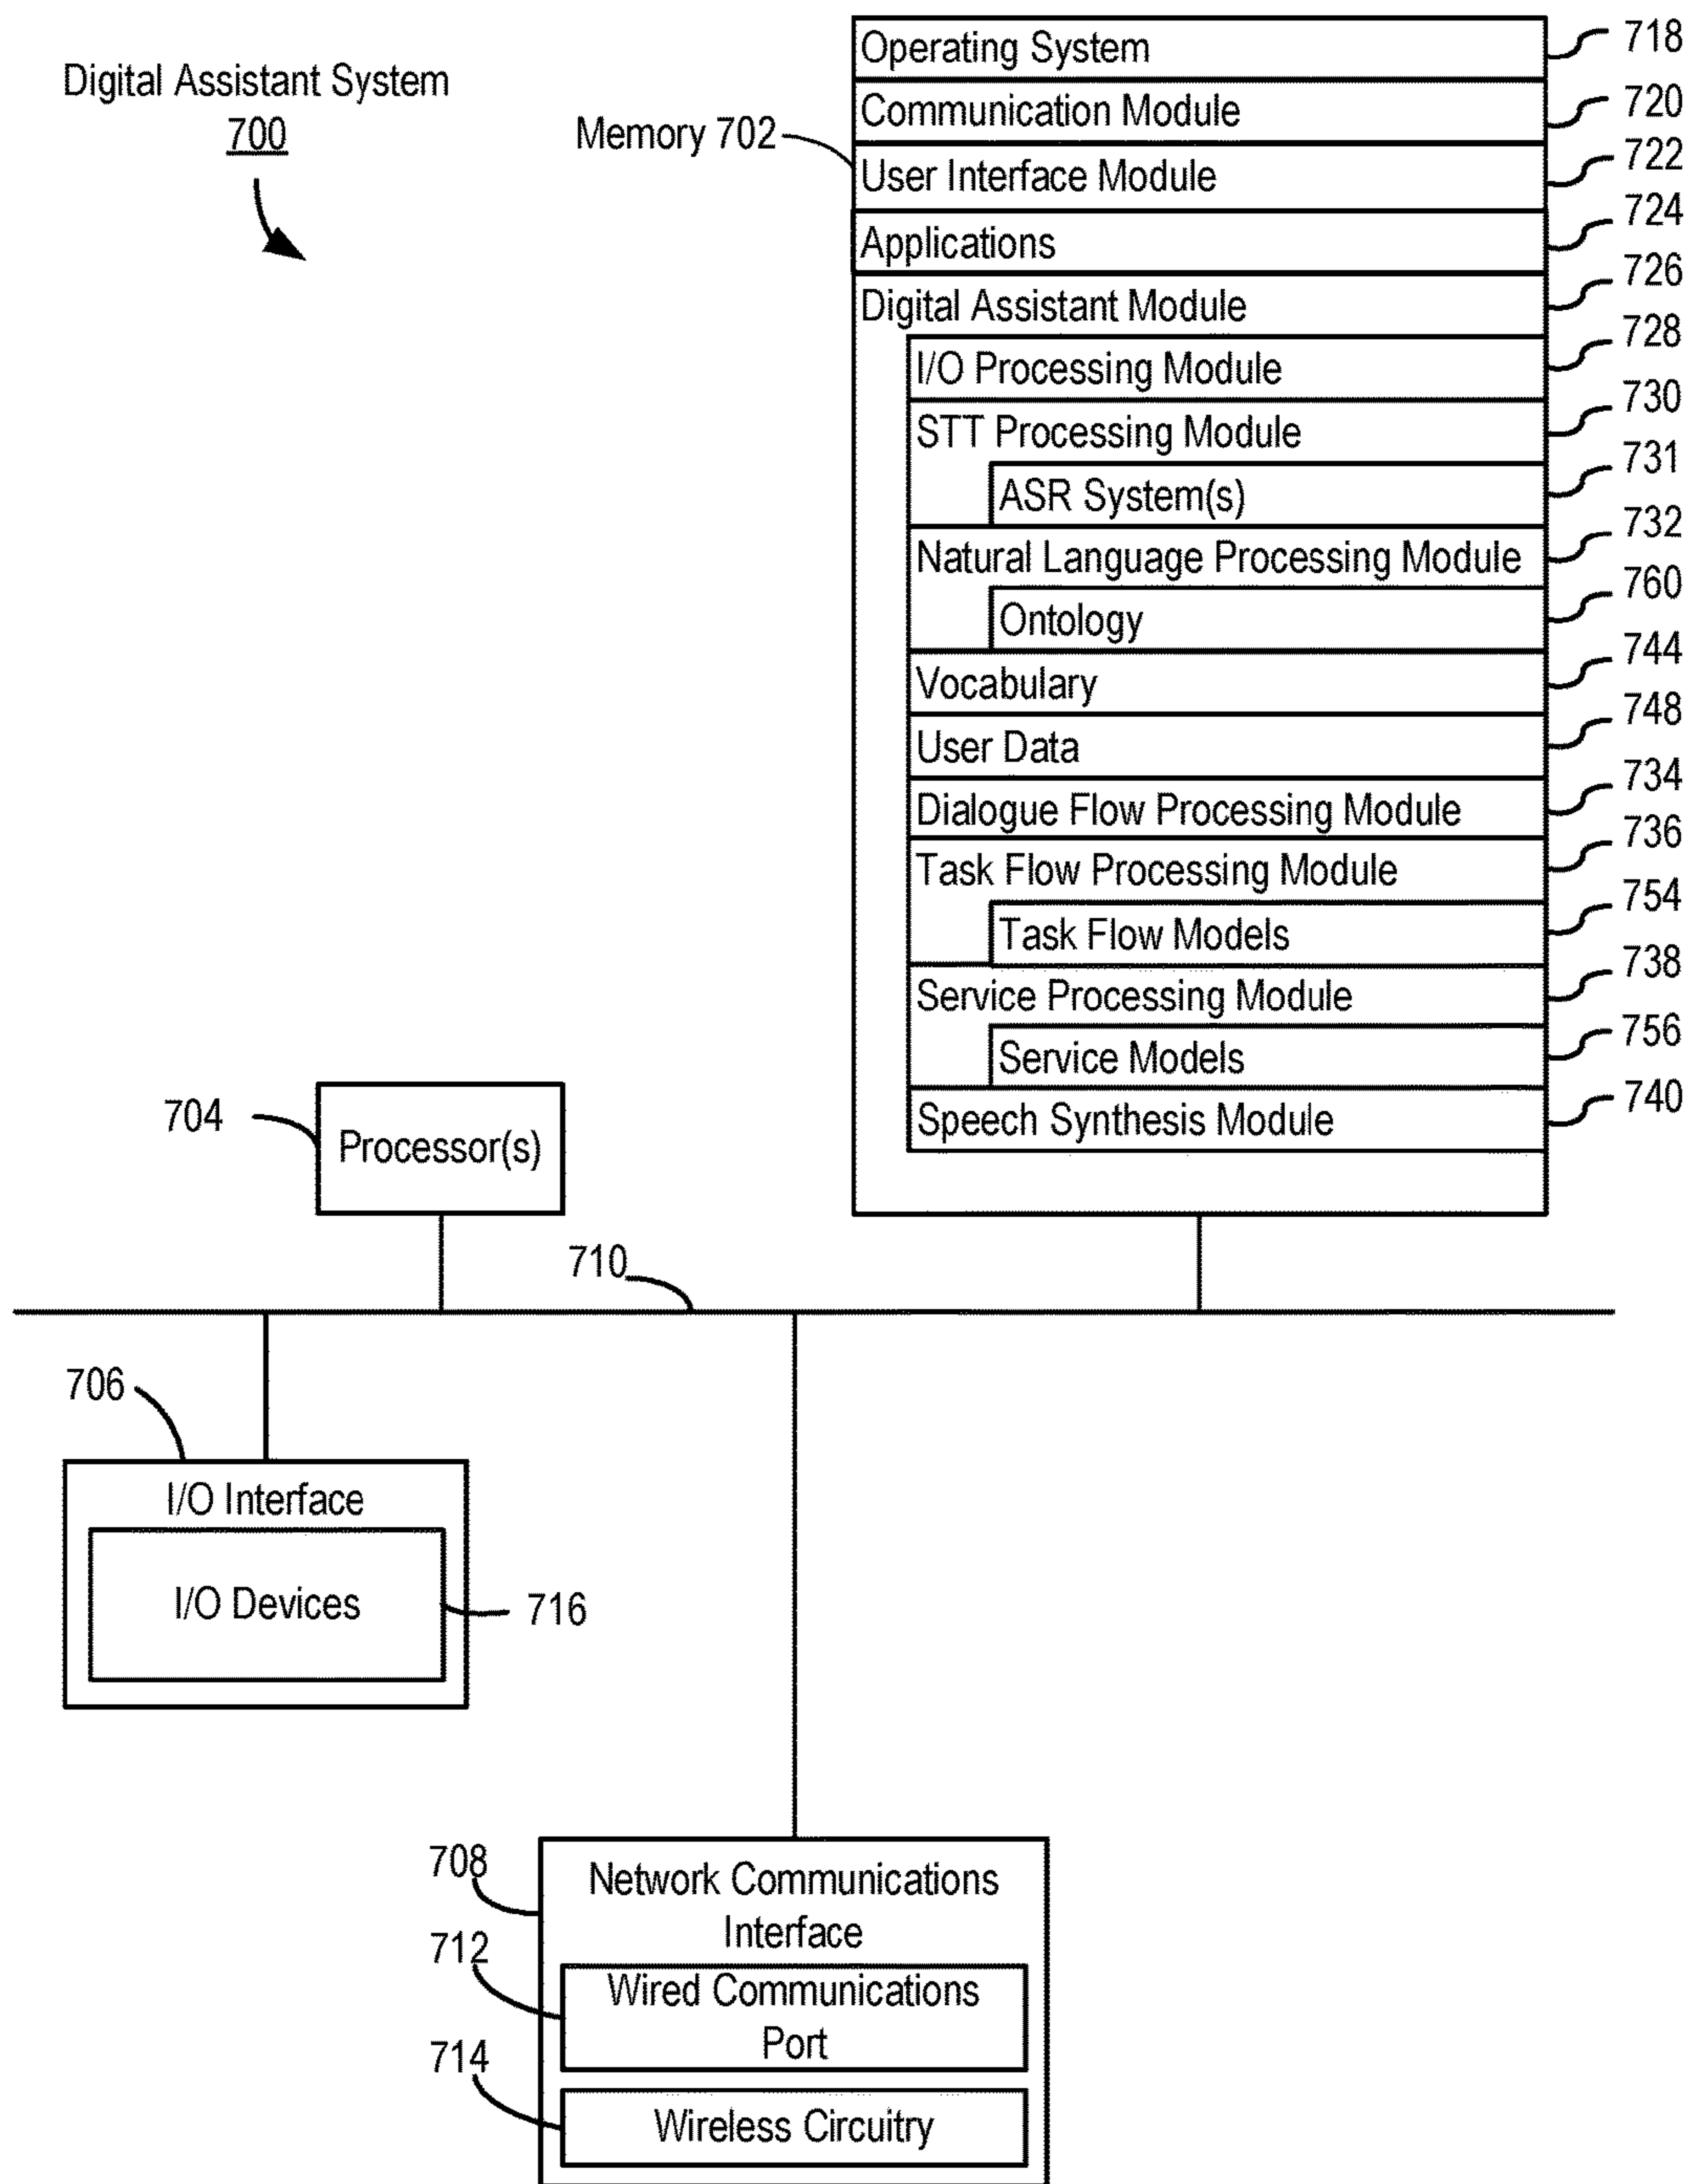 Digital Assistant System
700
Memory 702
Operating System 718
Communication Module 720
User Interface Module 722
Applications 724
Digital Assistant Module 726
I/O Processing Module 728
STT Processing Module 730
ASR System(s) 731
Natural Language Processing Module 732
Ontology 760
Vocabulary 744
User Data 748
Dialogue Flow Processing Module 734
Task Flow Processing Module 736
Task Flow Models 754
Service Processing Module 738
Service Models 756
Speech Synthesis Module 740
704
Processor(s)
710
706
I/O Interface
I/O Devices
716
708
Network Communications
Interface
712
Wired Communications
Port
714
Wireless Circuitry